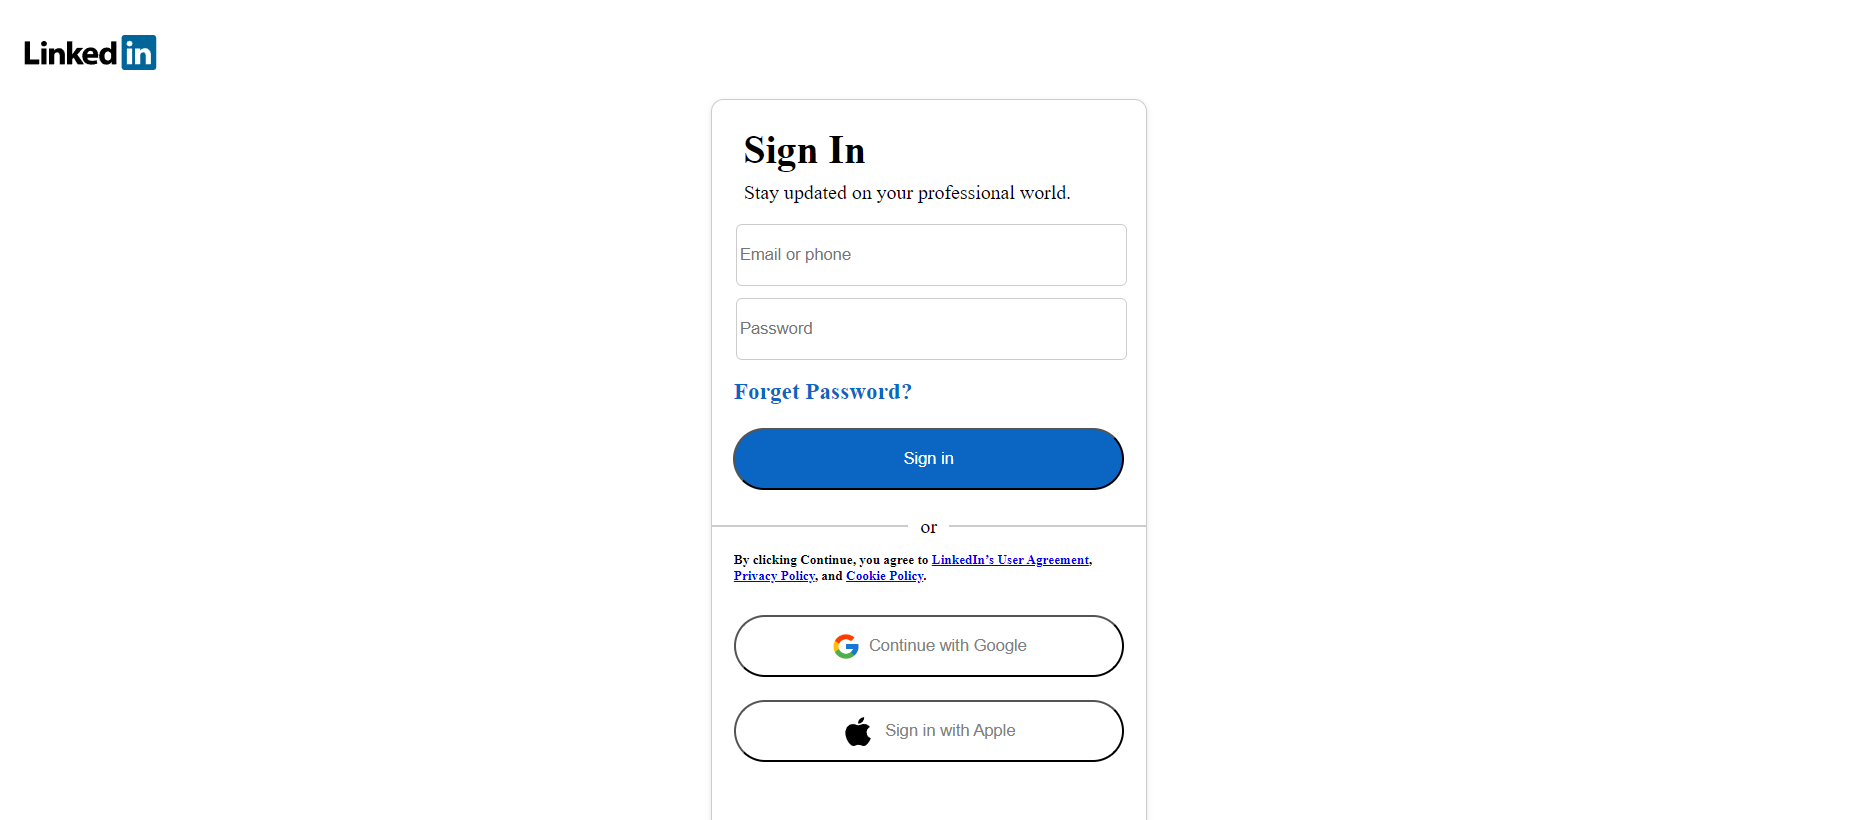 Linked in
Sign In
Stay updated on your professional world.
Email or phone
Password
Forget Password?
Sign in
or
By clicking Continue, you agree to LinkedIn’s User Agreement,
Privacy Policy, and Cookie Policy.
Continue with Google
Sign in with Apple